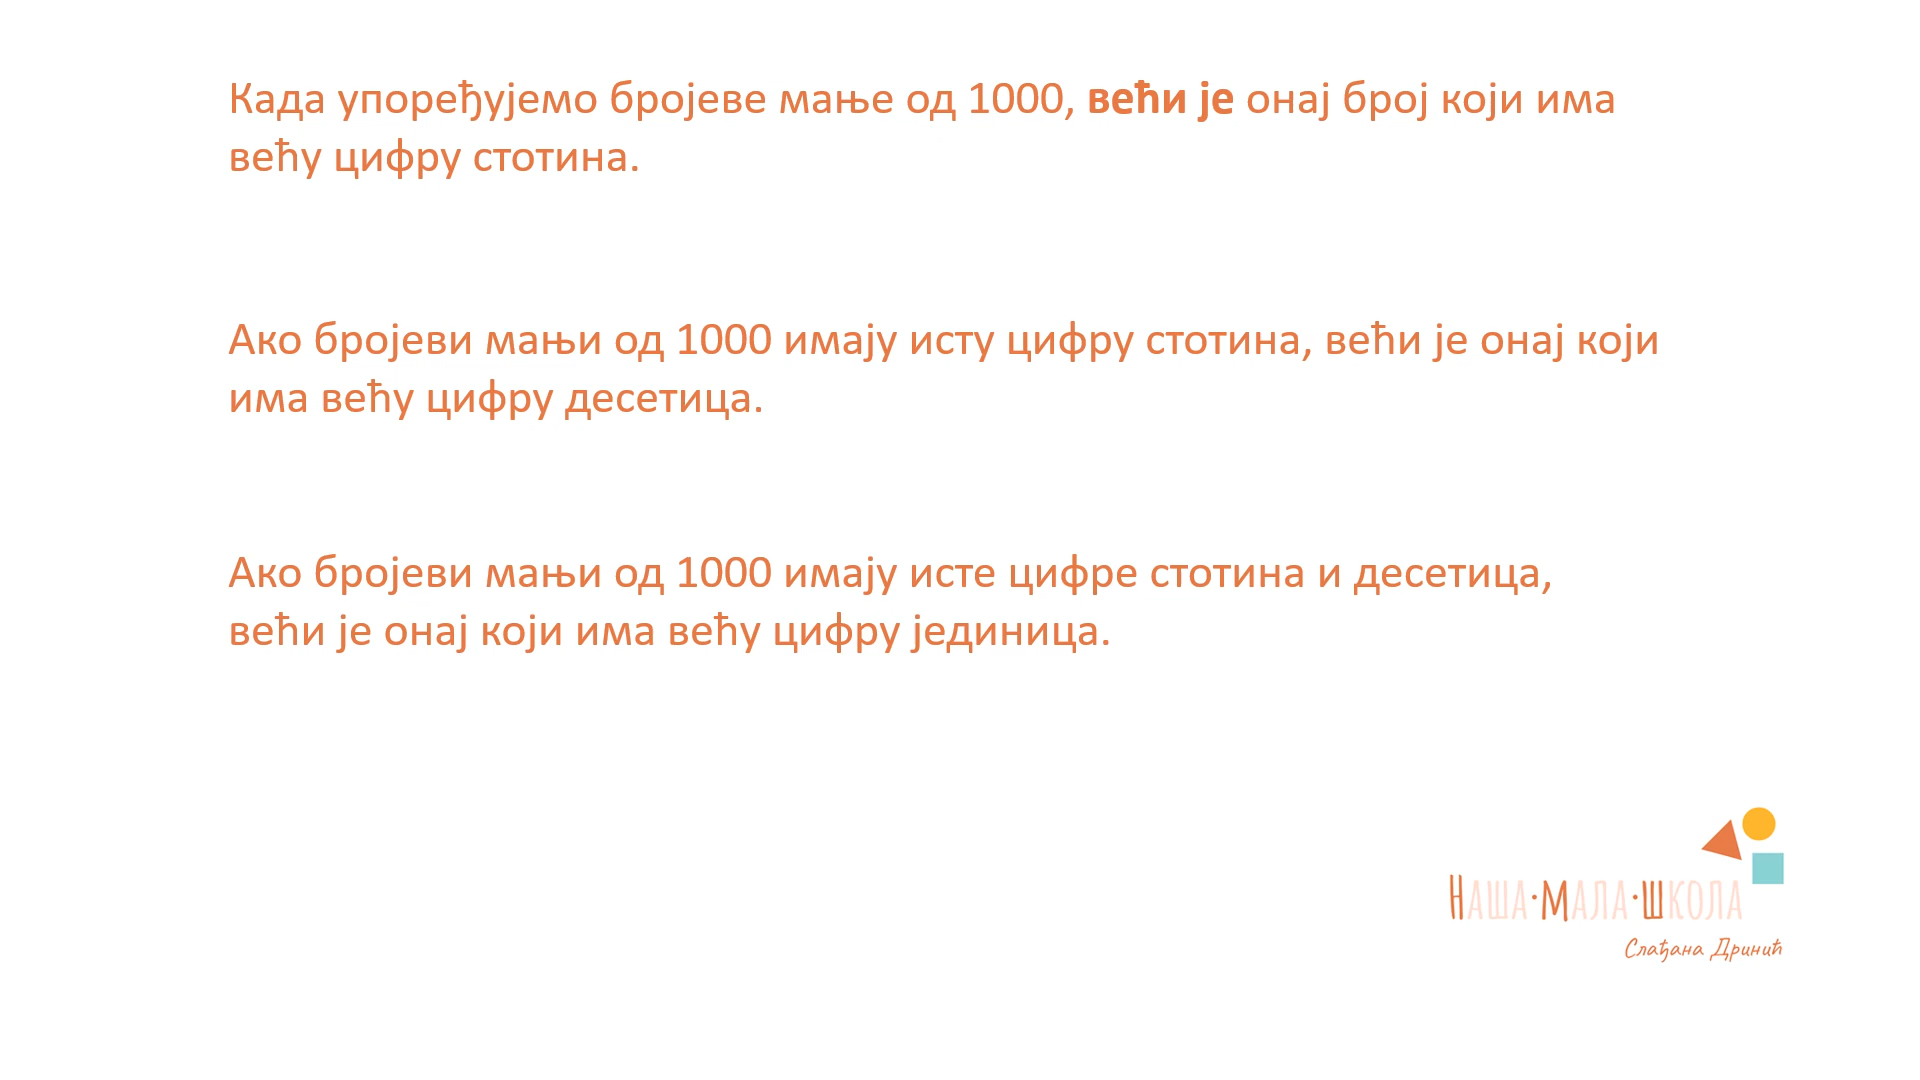 Када упоређујемо бројеве мање од 1000, већи је онај број који има
већу цифру стотина.
Ако бројеви мањи од 1000 имају исту цифру стотина, већи је онај који
има већу цифру десетица.
Ако бројеви мањи од 1000 имају исте цифре стотина и десетица,
већи је онај који има већу цифру јединица.
НАША·МАЛА·ШКОЛА
Слађана Дринић